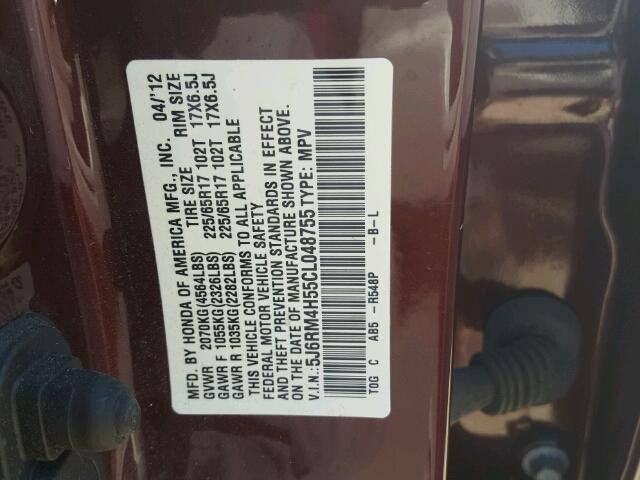 MFD. BY HONDA OF AMERICA MFG., INC. 04/'12
TIRE SIZE RIM SIZE
GVWR 2070KG(4564LBS)
GAWR F 1055KG(2326LBS) 225/65R17 102T 17X6.5J
GAWR R 1035KG(2282LBS) 225/65R17 102T 17X6.5J
THIS VEHICLE CONFORMS TO ALL APPLICABLE
FEDERAL MOTOR VEHICLE SAFETY
AND THEFT PREVENTION STANDARDS IN EFFECT
ON THE DATE OF MANUFACTURE SHOWN ABOVE.
V.I.N.: 5J6RM4H55CL048755 TYPE: MPV
TOG C AB5 -R548P -B-L